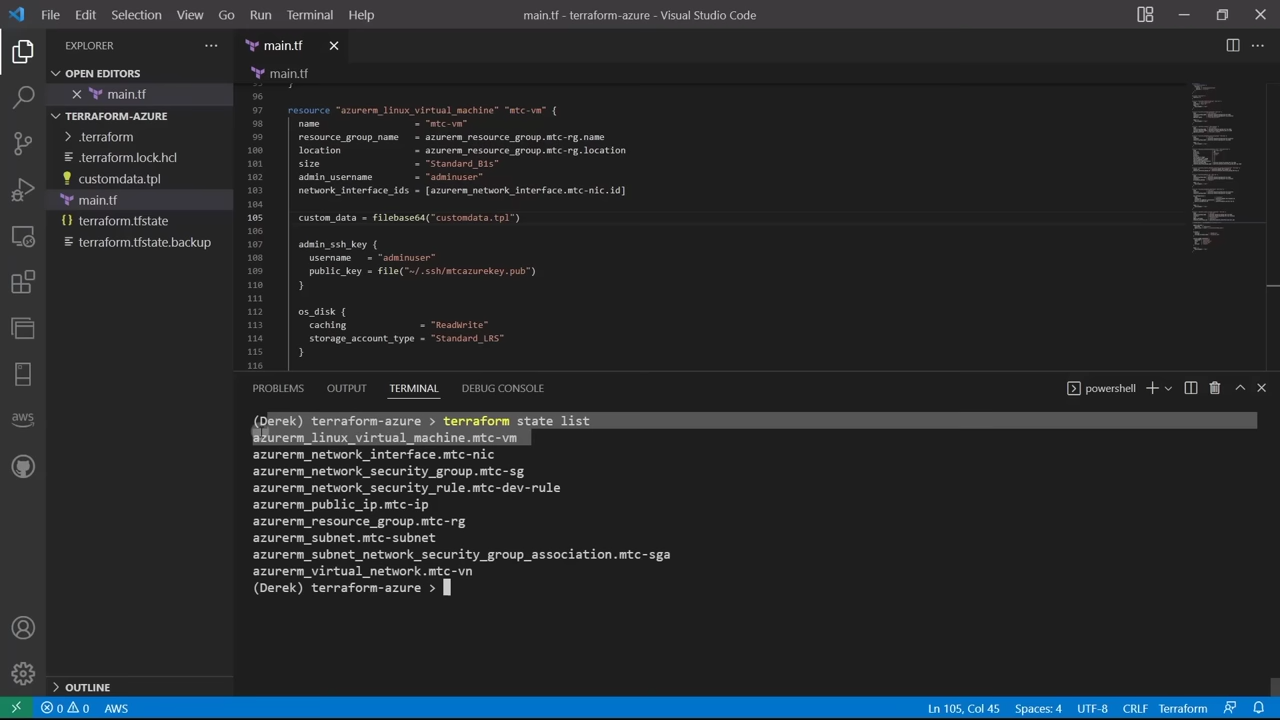 File Edit Selection View Go Run Terminal Help
main.tf - terraform-azure - Visual Studio Code
EXPLORER
OPEN EDITORS
main.tf
TERRAFORM-AZURE
.terraform
.terraform.lock.hcl
customdata.tpl
main.tf
terraform.tfstate
terraform.tfstate.backup
OUTLINE
aws
main.tf
main.tf
95 }
96
97 resource "azurerm_linux_virtual_machine" "mtc-vm" {
98 name = "mtc-vm"
99 resource_group_name = azurerm_resource_group.mtc-rg.name
100 location = azurerm_resource_group.mtc-rg.location
101 size = "Standard_B1s"
102 admin_username = "adminuser"
103 network_interface_ids = [azurerm_network_interface.mtc-nic.id]
104
105 custom_data = filebase64("customdata.tpl")
106
107 admin_ssh_key {
108 username = "adminuser"
109 public_key = file("~/.ssh/mtcazurekey.pub")
110 }
111
112 os_disk {
113 caching = "ReadWrite"
114 storage_account_type = "Standard_LRS"
115 }
116
PROBLEMS OUTPUT TERMINAL DEBUG CONSOLE
powershell
(Derek) terraform-azure > terraform state list
azurerm_linux_virtual_machine.mtc-vm
azurerm_network_interface.mtc-nic
azurerm_network_security_group.mtc-sg
azurerm_network_security_rule.mtc-dev-rule
azurerm_public_ip.mtc-ip
azurerm_resource_group.mtc-rg
azurerm_subnet.mtc-subnet
azurerm_subnet_network_security_group_association.mtc-sga
azurerm_virtual_network.mtc-vn
(Derek) terraform-azure >
0 0 AWS
Ln 105, Col 45 Spaces: 4 UTF-8 CRLF Terraform